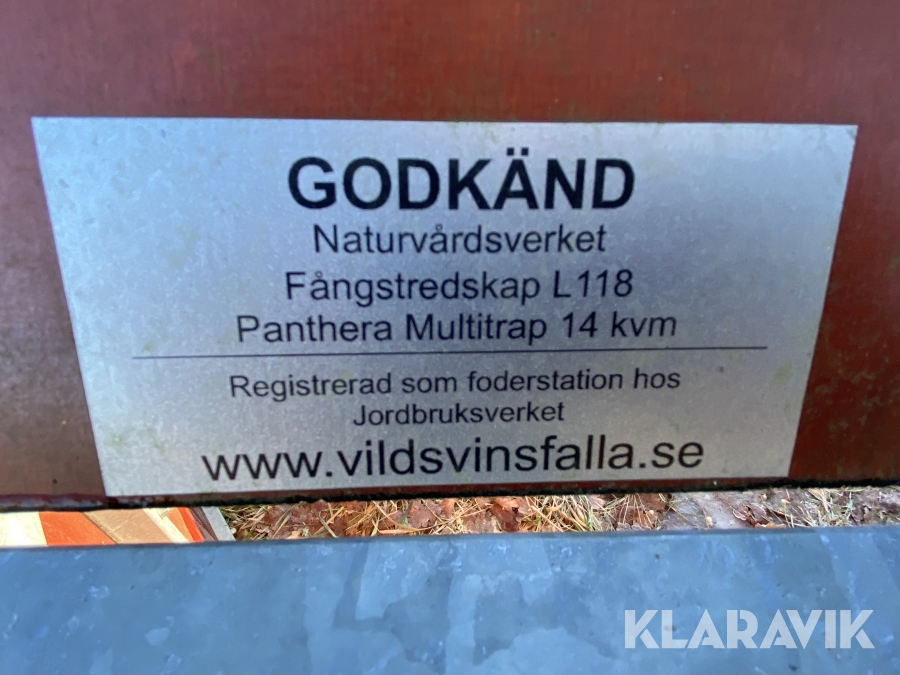 GODKÄND
Naturvårdsverket
Fångstredskap L118
Panthera Multitrap 14 kvm
Registrerad som foderstation hos
Jordbruksverket
www.vildsvinsfalla.se
KLARAVIK